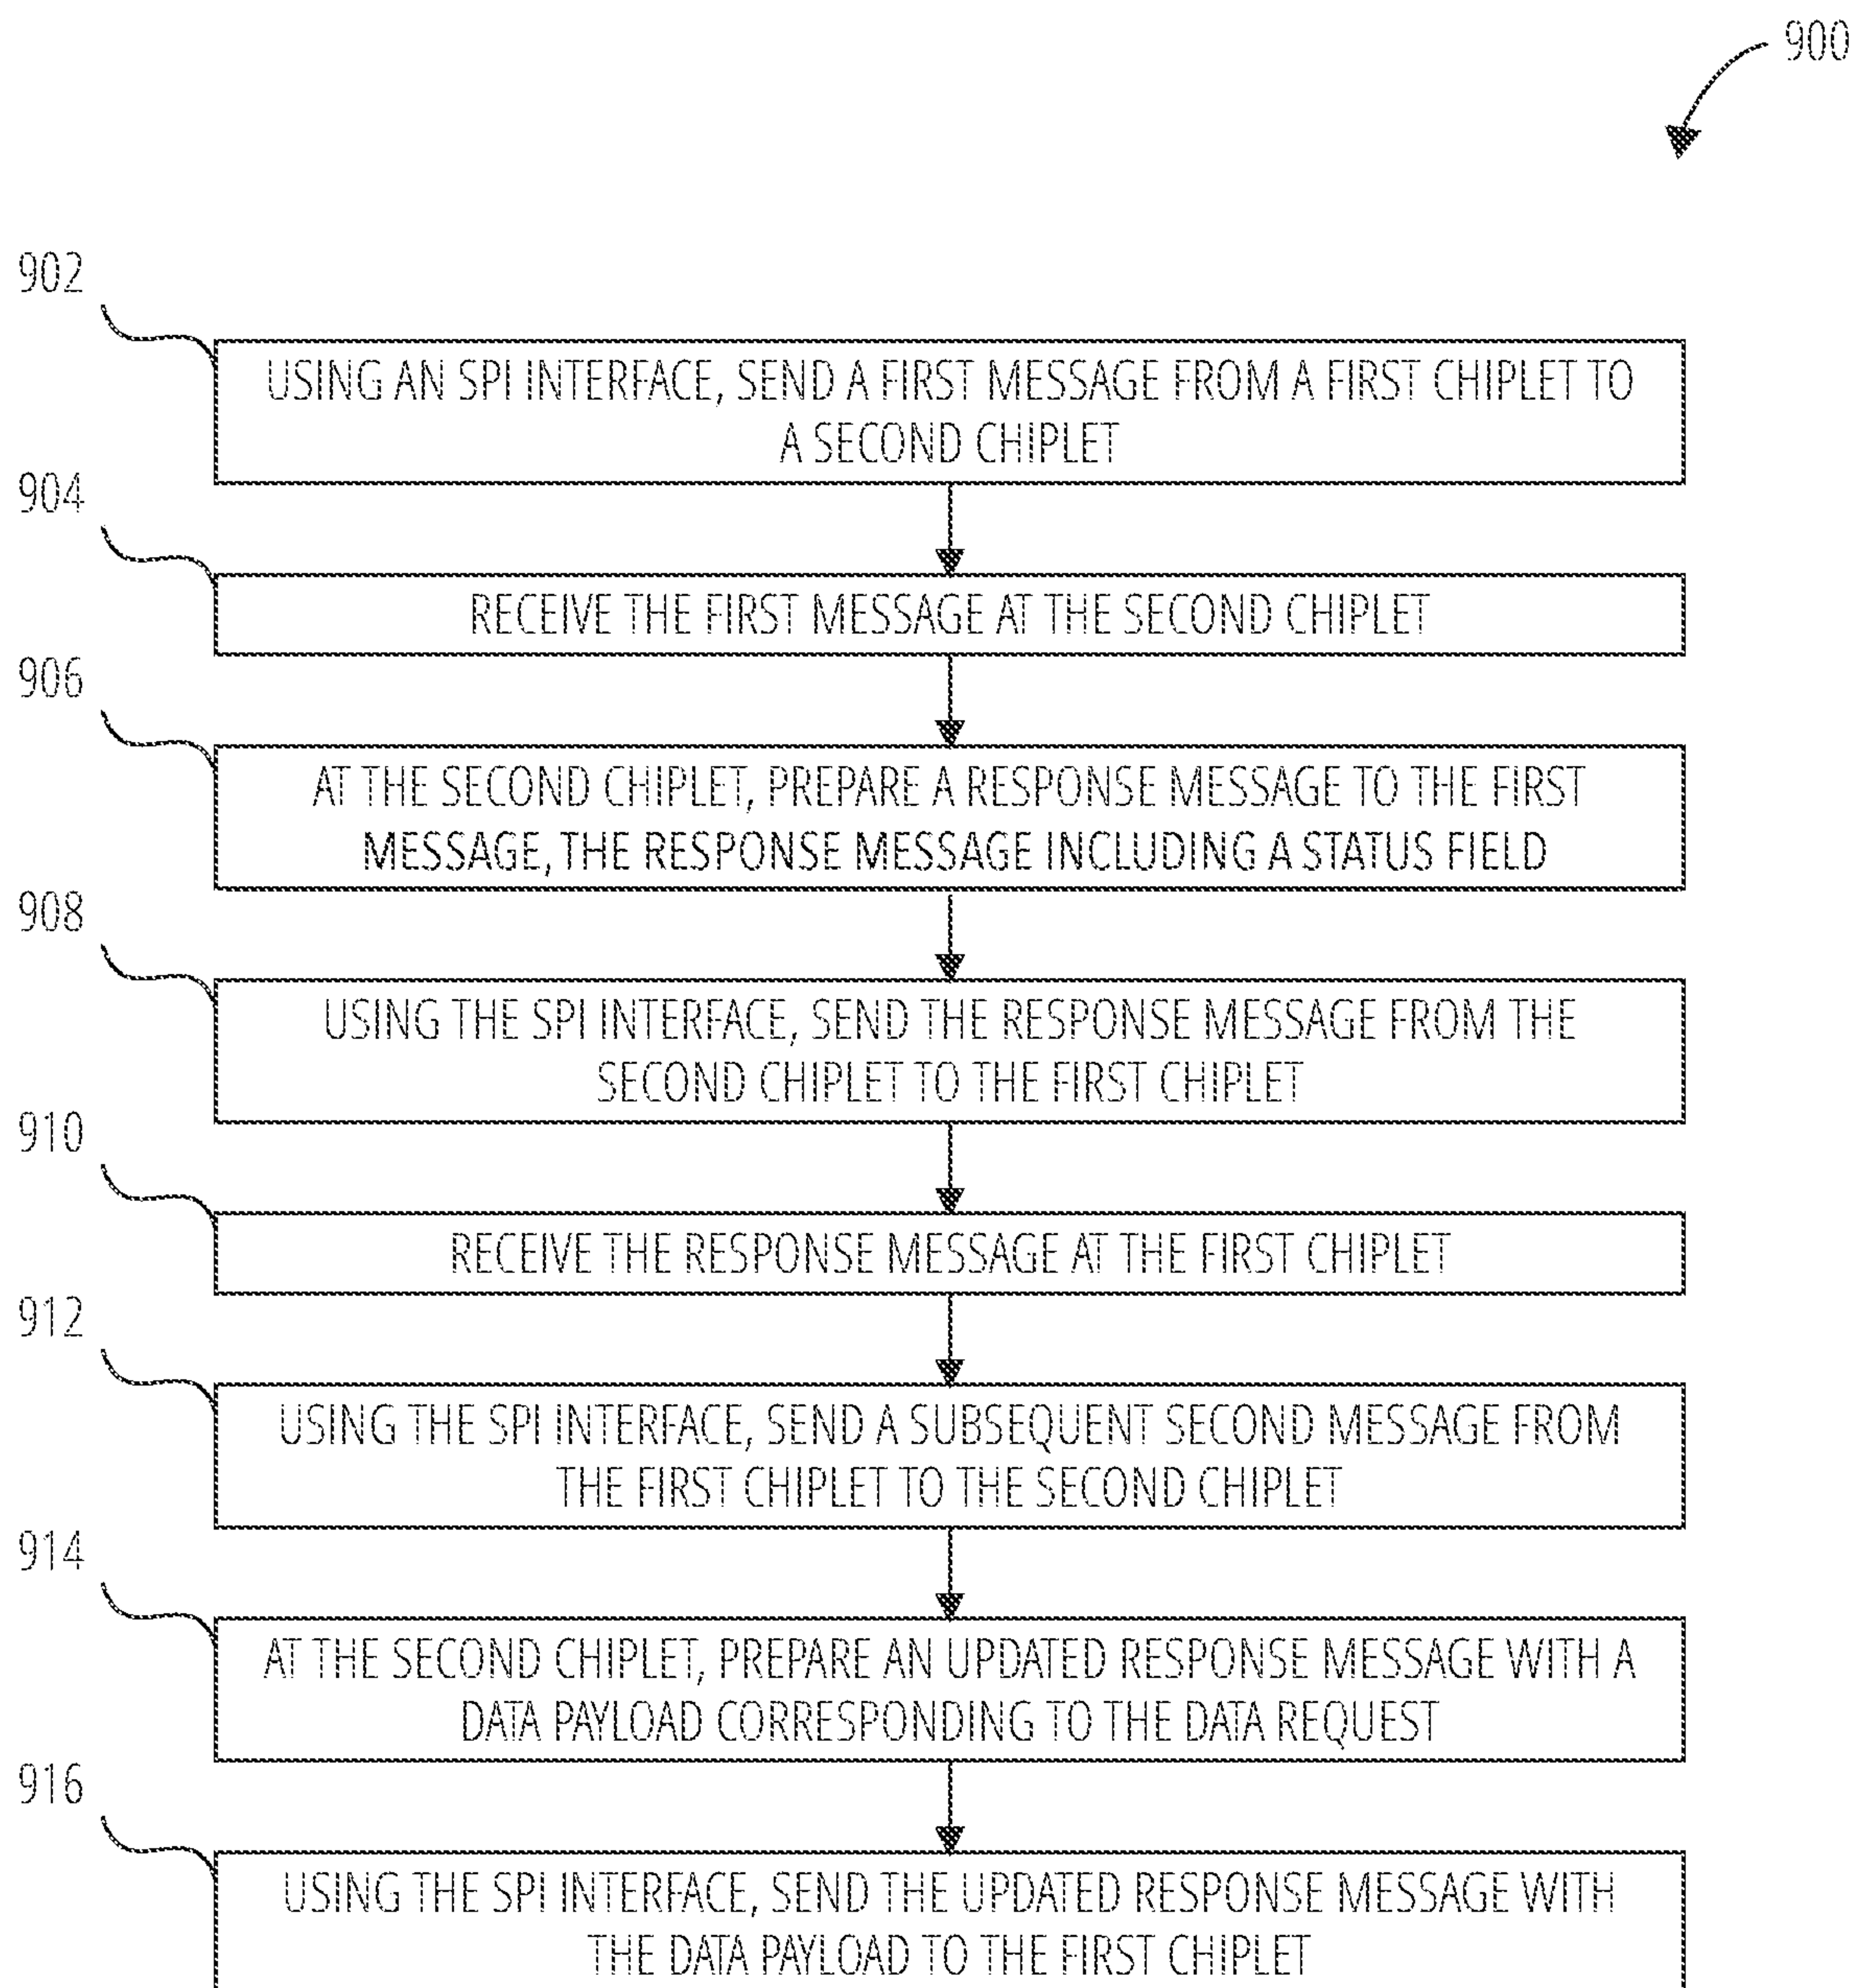 900
902
USING AN SPI INTERFACE, SEND A FIRST MESSAGE FROM A FIRST CHIPLET TO
A SECOND CHIPLET
904
RECEIVE THE FIRST MESSAGE AT THE SECOND CHIPLET
906
AT THE SECOND CHIPLET, PREPARE A RESPONSE MESSAGE TO THE FIRST
MESSAGE, THE RESPONSE MESSAGE INCLUDING A STATUS FIELD
908
USING THE SPI INTERFACE, SEND THE RESPONSE MESSAGE FROM THE
SECOND CHIPLET TO THE FIRST CHIPLET
910
RECEIVE THE RESPONSE MESSAGE AT THE FIRST CHIPLET
912
USING THE SPI INTERFACE, SEND A SUBSEQUENT SECOND MESSAGE FROM
THE FIRST CHIPLET TO THE SECOND CHIPLET
914
AT THE SECOND CHIPLET, PREPARE AN UPDATED RESPONSE MESSAGE WITH A
DATA PAYLOAD CORRESPONDING TO THE DATA REQUEST
916
USING THE SPI INTERFACE, SEND THE UPDATED RESPONSE MESSAGE WITH
THE DATA PAYLOAD TO THE FIRST CHIPLET